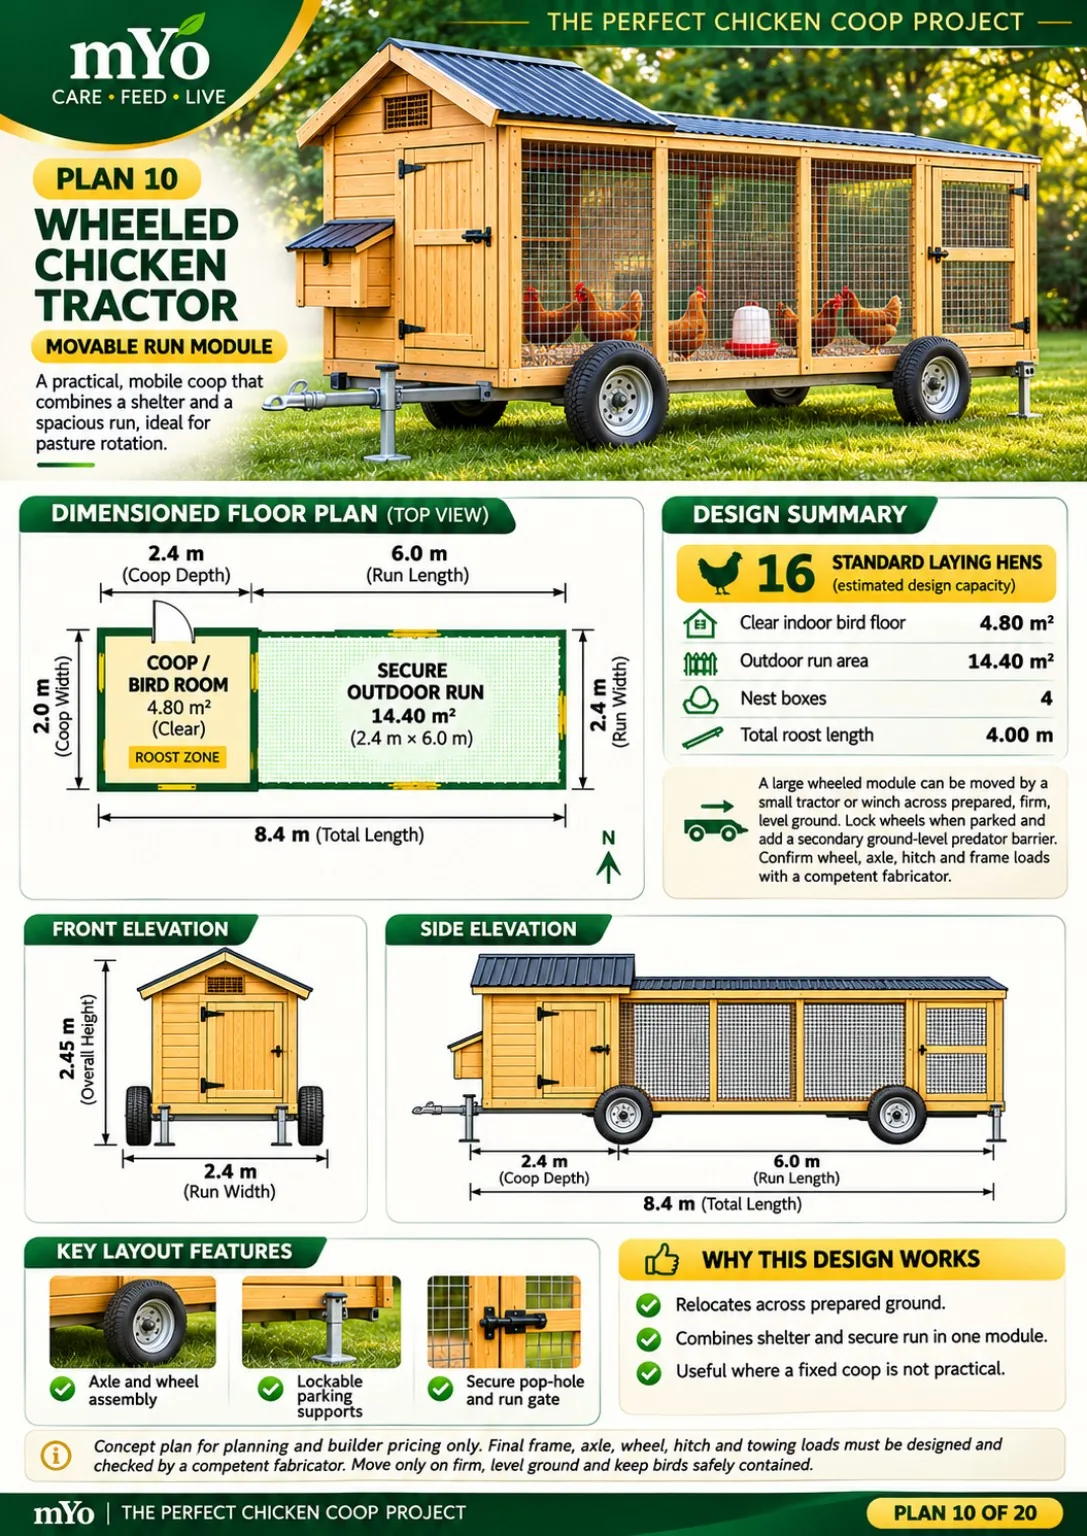 mYo
CARE • FEED • LIVE
THE PERFECT CHICKEN COOP PROJECT
PLAN 10
WHEELED
CHICKEN
TRACTOR
MOVABLE RUN MODULE
A practical, mobile coop that
combines a shelter and a
spacious run, ideal for
pasture rotation.
DIMENSIONED FLOOR PLAN (TOP VIEW)
2.4 m
(Coop Depth)
6.0 m
(Run Length)
2.0 m
(Coop Width)
COOP /
BIRD ROOM
4.80 m²
(Clear)
ROOST ZONE
SECURE
OUTDOOR RUN
14.40 m²
(2.4 m × 6.0 m)
2.4 m
(Run Width)
8.4 m (Total Length)
N
DESIGN SUMMARY
16 STANDARD LAYING HENS
(estimated design capacity)
Clear indoor bird floor 4.80 m²
Outdoor run area 14.40 m²
Nest boxes 4
Total roost length 4.00 m
A large wheeled module can be moved by a
small tractor or winch across prepared, firm,
level ground. Lock wheels when parked and
add a secondary ground-level predator barrier.
Confirm wheel, axle, hitch and frame loads
with a competent fabricator.
FRONT ELEVATION
2.45 m
(Overall Height)
2.4 m
(Run Width)
SIDE ELEVATION
2.4 m
(Coop Depth)
6.0 m
(Run Length)
8.4 m (Total Length)
KEY LAYOUT FEATURES
Axle and wheel
assembly
Lockable
parking
supports
Secure pop-hole
and run gate
WHY THIS DESIGN WORKS
Relocates across prepared ground.
Combines shelter and secure run in one module.
Useful where a fixed coop is not practical.
Concept plan for planning and builder pricing only. Final frame, axle, wheel, hitch and towing loads must be designed and
checked by a competent fabricator. Move only on firm, level ground and keep birds safely contained.
mYo | THE PERFECT CHICKEN COOP PROJECT
PLAN 10 OF 20